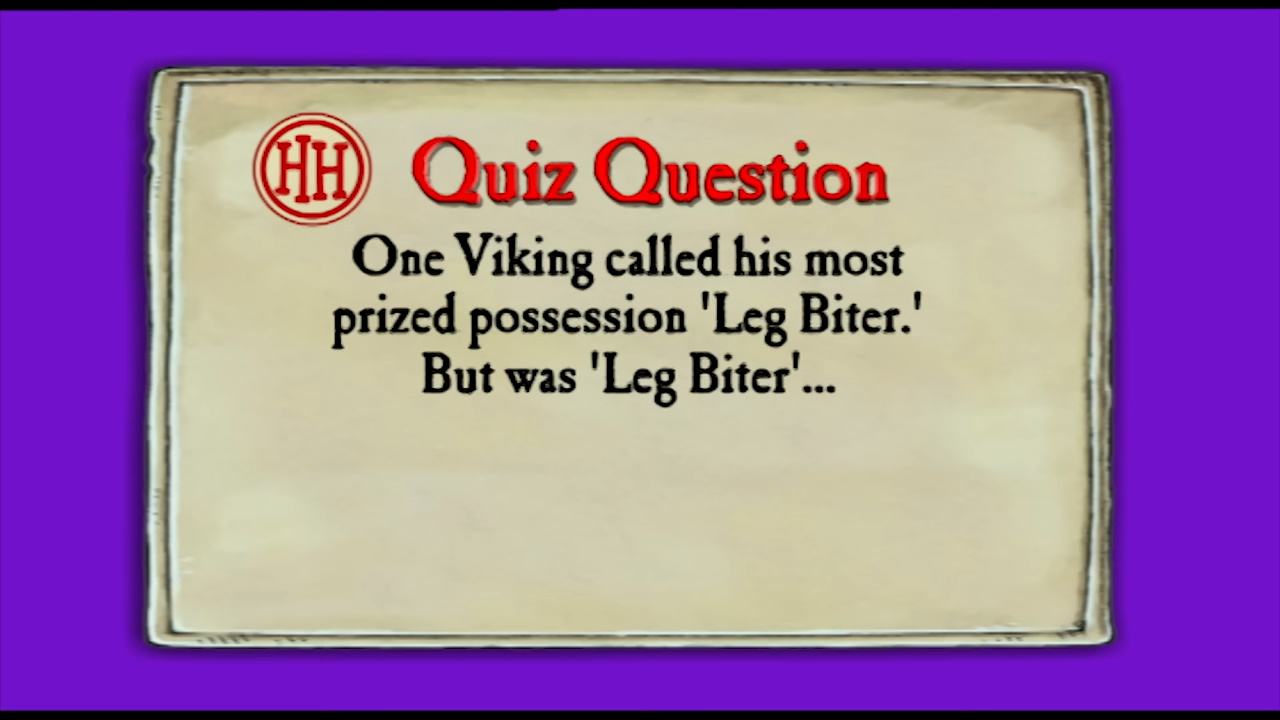 HH Quiz Question
One Viking called his most
prized possession 'Leg Biter.'
But was 'Leg Biter'...